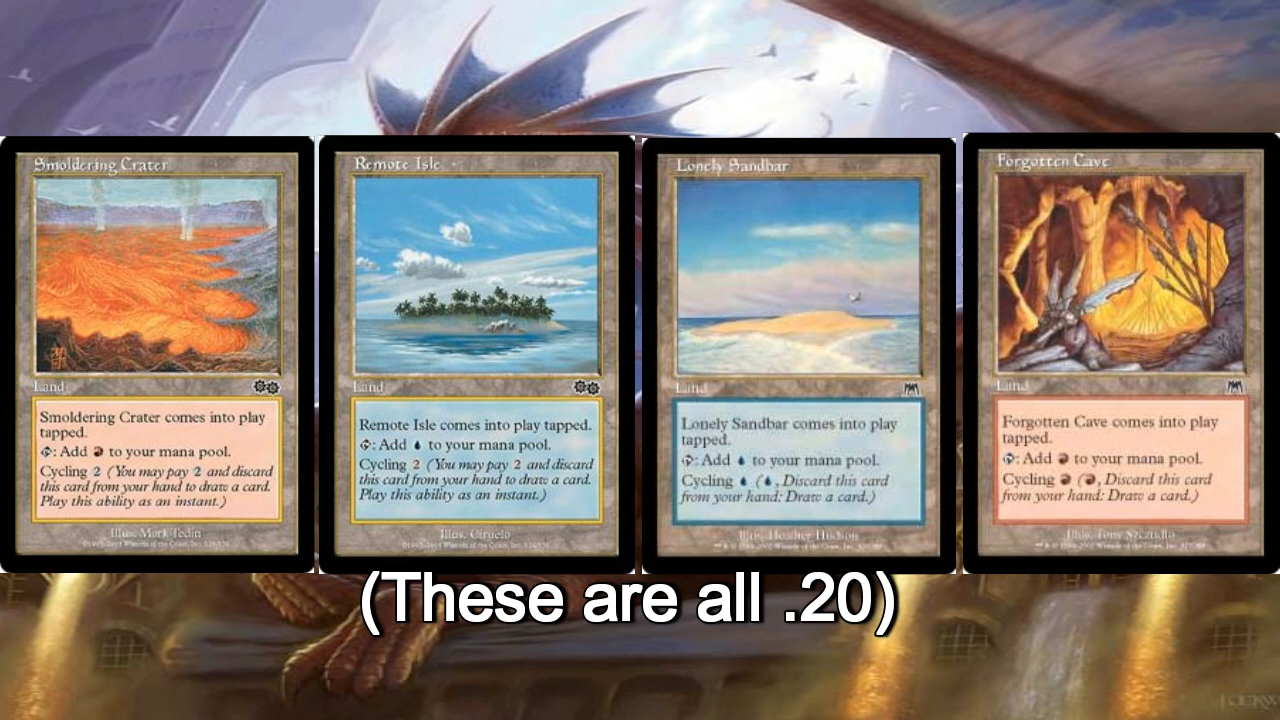 Smoldering Crater
Land
Smoldering Crater comes into play
tapped.
: Add to your mana pool.
Cycling 2 (You may pay 2 and discard
this card from your hand to draw a card.
Play this ability as an instant.)
Illus. Mark Tedin
Remote Isle
Land
Remote Isle comes into play tapped.
: Add to your mana pool.
Cycling 2 (You may pay 2 and discard
this card from your hand to draw a card.
Play this ability as an instant.)
Illus. Ciruelo
Lonely Sandbar
Land
Lonely Sandbar comes into play
tapped.
: Add to your mana pool.
Cycling ( , Discard this card
from your hand: Draw a card.)
Illus. Heather Hudson
Forgotten Cave
Land
Forgotten Cave comes into play
tapped.
: Add to your mana pool.
Cycling ( , Discard this card
from your hand: Draw a card.)
Illus. Tony Szczudlo
(These are all .20)